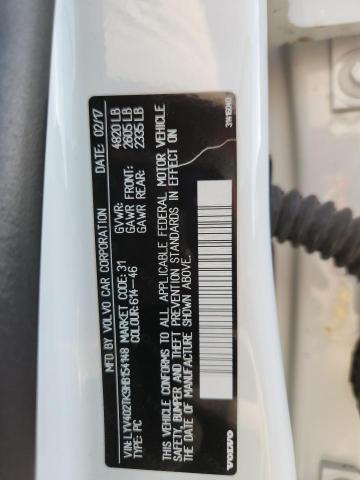 MFD BY VOLVO CAR CORPORATION DATE: 02/17
VIN: LYV402TK9HB154148 MARKET CODE: 31
TYPE: PC COLOUR: 614-46
GVWR: 4820 LB
GAWR FRONT: 2605 LB
GAWR REAR: 2335 LB
THIS VEHICLE CONFORMS TO ALL APPLICABLE FEDERAL MOTOR VEHICLE
SAFETY, BUMPER AND THEFT PREVENTION STANDARDS IN EFFECT ON
THE DATE OF MANUFACTURE SHOWN ABOVE.
VOLVO